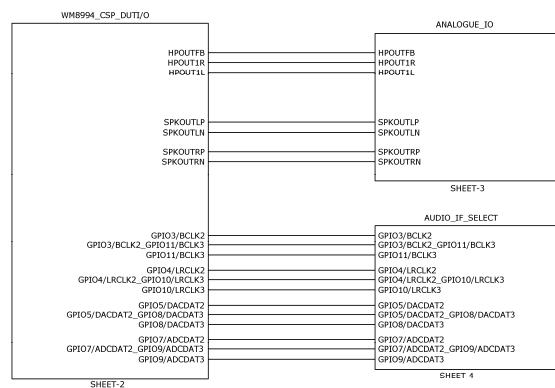 WM8994_CSP_DUTI/O
ANALOGUE_IO
HPOUTFB
HPOUT1R
HPOUT1L
HPOUTFB
HPOUT1R
HPOUT1L
SPKOUTLP
SPKOUTLN
SPKOUTLP
SPKOUTLN
SPKOUTRP
SPKOUTRN
SPKOUTRP
SPKOUTRN
SHEET-3
AUDIO_IF_SELECT
GPIO3/BCLK2
GPIO3/BCLK2_GPIO11/BCLK3
GPIO11/BCLK3
GPIO3/BCLK2
GPIO3/BCLK2_GPIO11/BCLK3
GPIO11/BCLK3
GPIO4/LRCLK2
GPIO4/LRCLK2_GPIO10/LRCLK3
GPIO10/LRCLK3
GPIO4/LRCLK2
GPIO4/LRCLK2_GPIO10/LRCLK3
GPIO10/LRCLK3
GPIO5/DACDAT2
GPIO5/DACDAT2_GPIO8/DACDAT3
GPIO8/DACDAT3
GPIO5/DACDAT2
GPIO5/DACDAT2_GPIO8/DACDAT3
GPIO8/DACDAT3
GPIO7/ADCDAT2
GPIO7/ADCDAT2_GPIO9/ADCDAT3
GPIO9/ADCDAT3
GPIO7/ADCDAT2
GPIO7/ADCDAT2_GPIO9/ADCDAT3
GPIO9/ADCDAT3
SHEET-2
SHEET 4